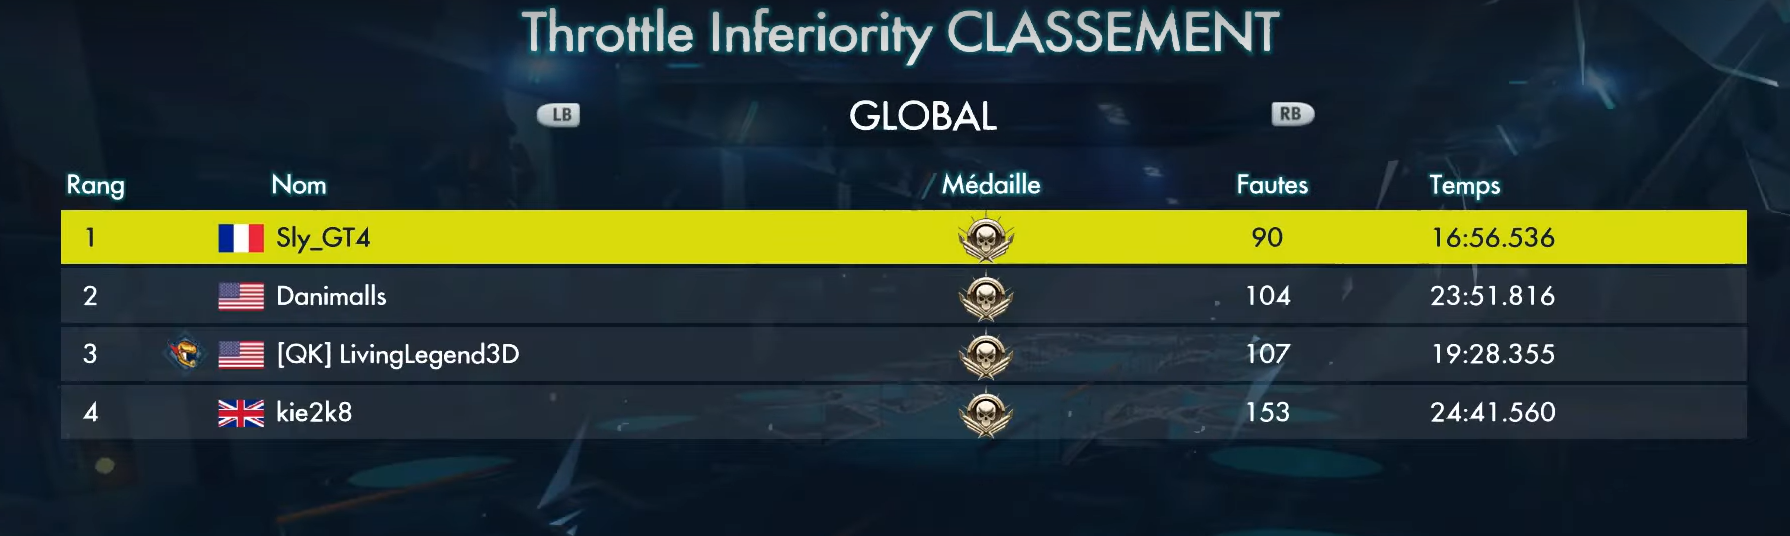 Throttle Inferiority CLASSEMENT
LB GLOBAL RB
Rang Nom Médaille Fautes Temps
1 Sly_GT4 90 16:56.536
2 Danimalls 104 23:51.816
3 [QK] LivingLegend3D 107 19:28.355
4 kie2k8 153 24:41.560